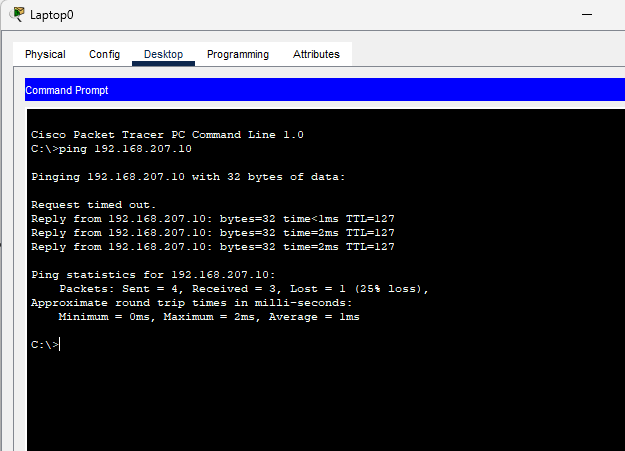 Laptop0
Physical Config Desktop Programming Attributes
Command Prompt
Cisco Packet Tracer PC Command Line 1.0
C:\>ping 192.168.207.10
Pinging 192.168.207.10 with 32 bytes of data:
Request timed out.
Reply from 192.168.207.10: bytes=32 time<1ms TTL=127
Reply from 192.168.207.10: bytes=32 time=2ms TTL=127
Reply from 192.168.207.10: bytes=32 time=2ms TTL=127
Ping statistics for 192.168.207.10:
    Packets: Sent = 4, Received = 3, Lost = 1 (25% loss),
Approximate round trip times in milli-seconds:
    Minimum = 0ms, Maximum = 2ms, Average = 1ms
C:\>